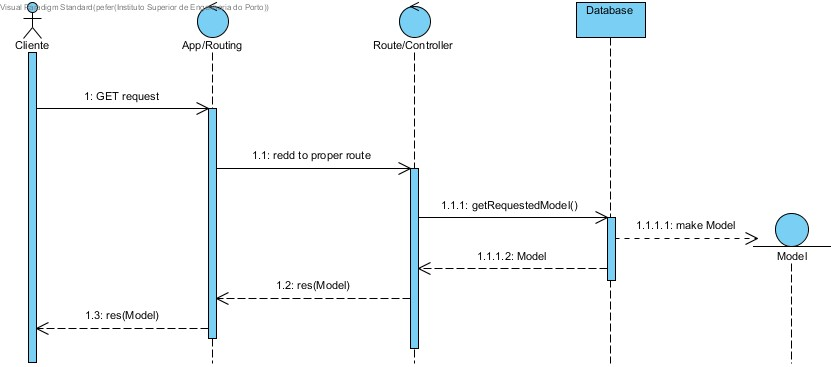 Visual Paradigm Standard(pefer(Instituto Superior de Engenharia do Porto))
Cliente
App/Routing
Route/Controller
Database
1: GET request
1.1: redd to proper route
1.1.1: getRequestedModel()
1.1.1.1: make Model
Model
1.1.1.2: Model
1.2: res(Model)
1.3: res(Model)